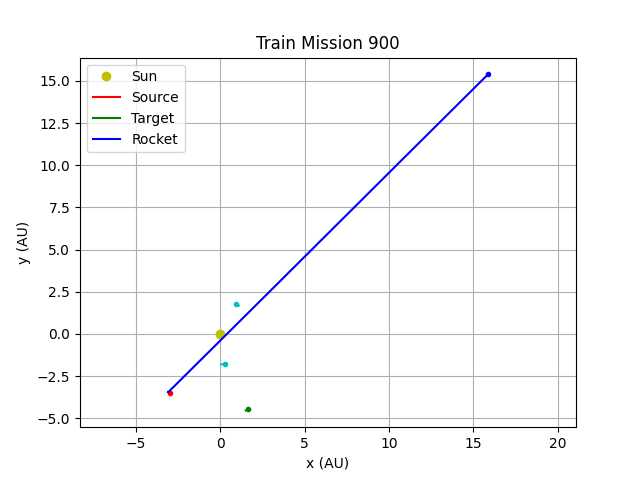 Train Mission 900
Sun
Source
Target
Rocket
15.0
12.5
10.0
7.5
5.0
2.5
0.0
−2.5
−5.0
y (AU)
−5 0 5 10 15 20
x (AU)